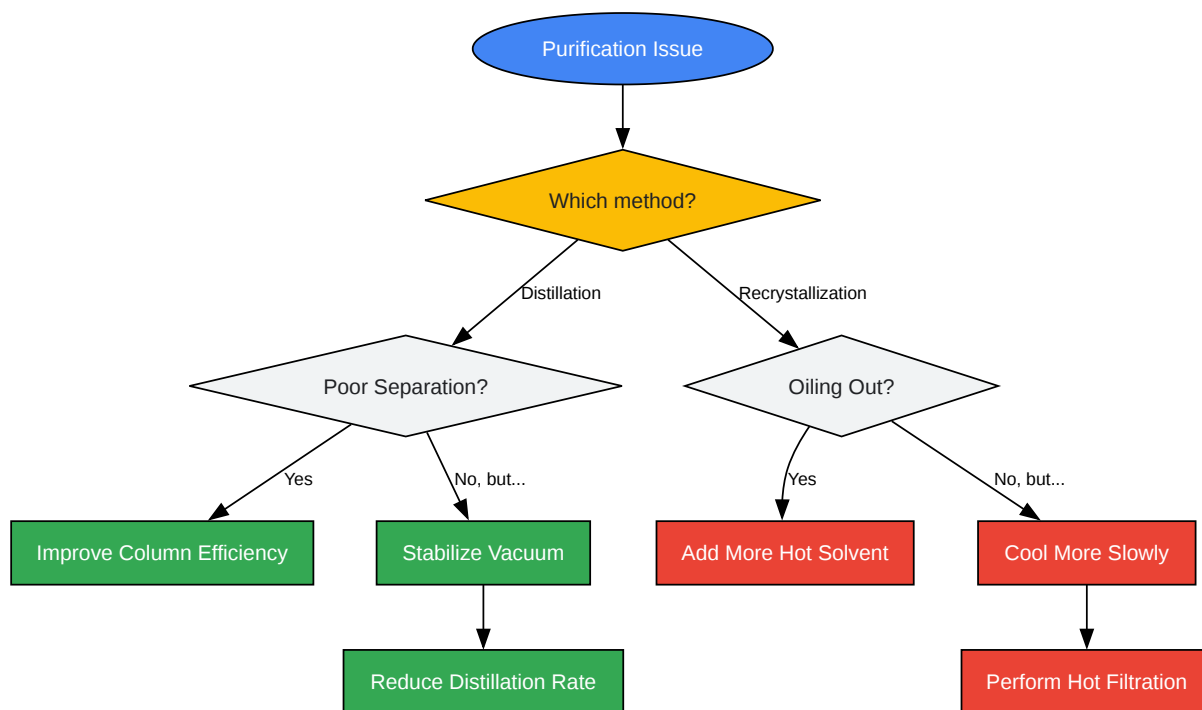 Purification Issue
Which method?
Distillation
Recrystallization
Poor Separation?
Oiling Out?
Yes
No, but...
Yes
No, but...
Improve Column Efficiency
Stabilize Vacuum
Add More Hot Solvent
Cool More Slowly
Reduce Distillation Rate
Perform Hot Filtration